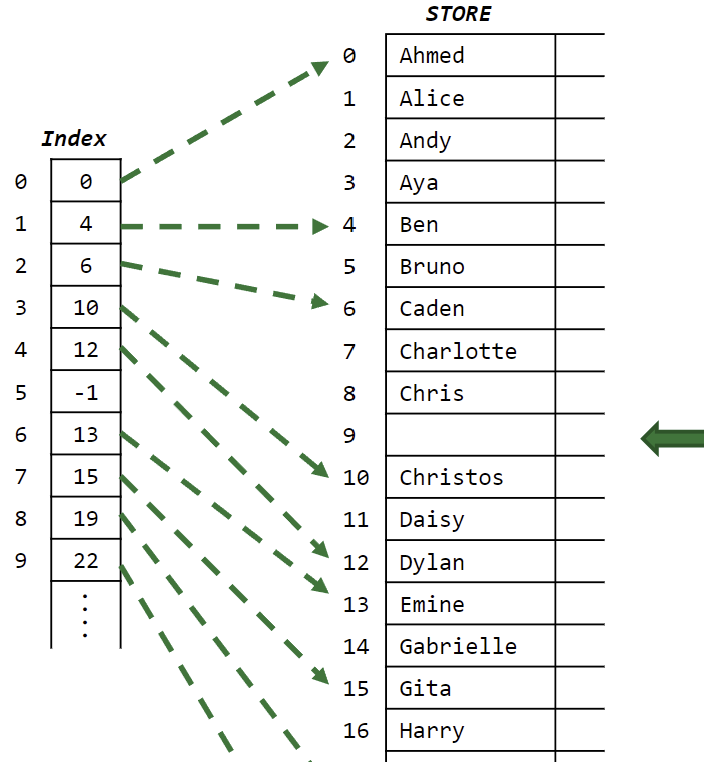 STORE
0 Ahmed
1 Alice
2 Andy
3 Aya
4 Ben
5 Bruno
6 Caden
7 Charlotte
8 Chris
9
10 Christos
11 Daisy
12 Dylan
13 Emine
14 Gabrielle
15 Gita
16 Harry
Index
0 0
1 4
2 6
3 10
4 12
5 -1
6 13
7 15
8 19
9 22